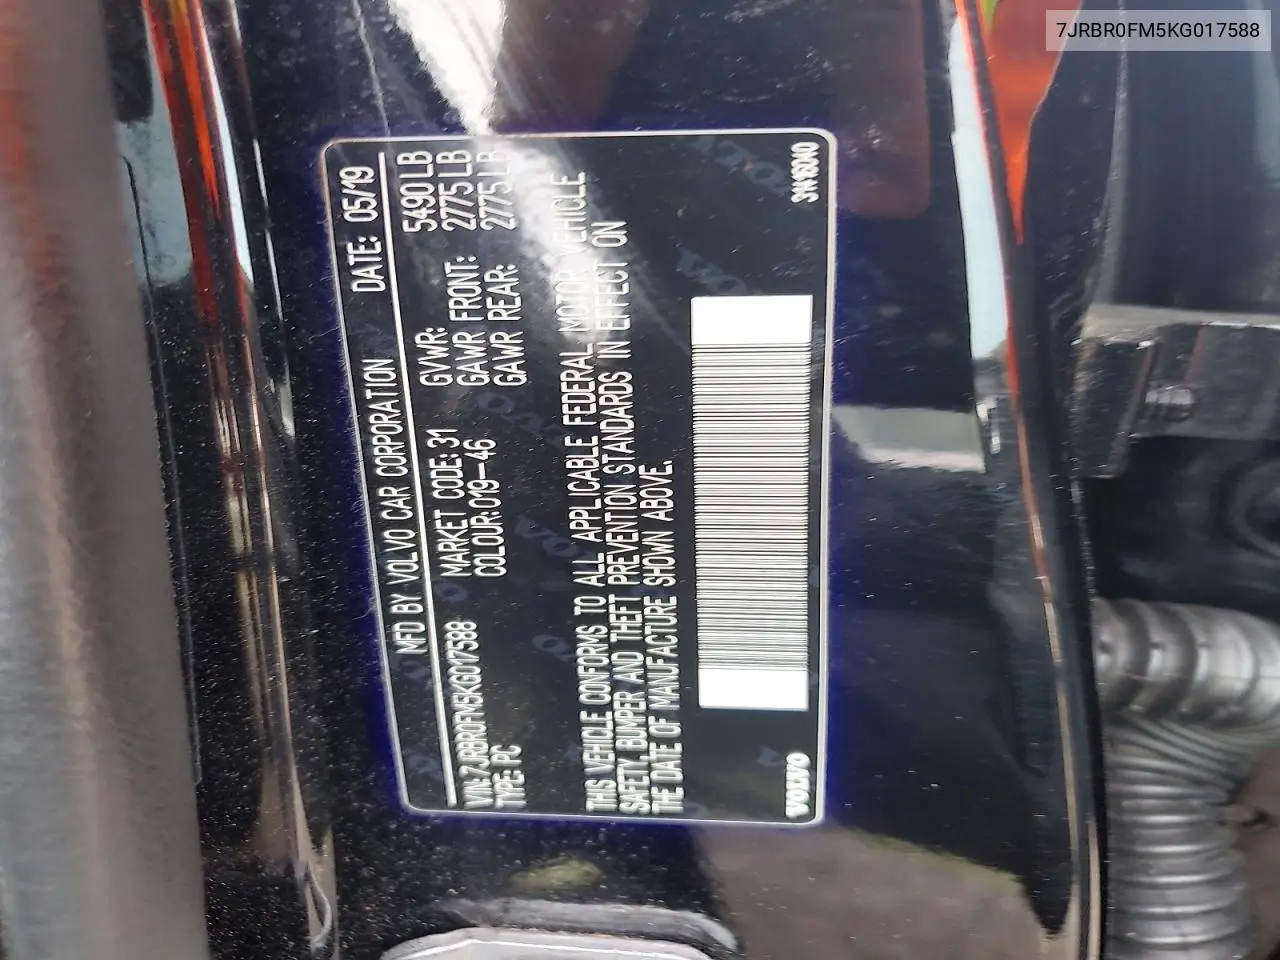 7JRBR0FM5KG017588
MFD BY VOLVO CAR CORPORATION DATE: 05/19
VIN:7JRBR0FM5KG017588 MARKET CODE: 31 GVWR: 5490 LB
TYPE: PC COLOUR: 019-46 GAWR FRONT: 2775 LB
GAWR REAR: 2775 LB
THIS VEHICLE CONFORMS TO ALL APPLICABLE FEDERAL MOTOR VEHICLE
SAFETY, BUMPER AND THEFT PREVENTION STANDARDS IN EFFECT ON
THE DATE OF MANUFACTURE SHOWN ABOVE.
VOLVO